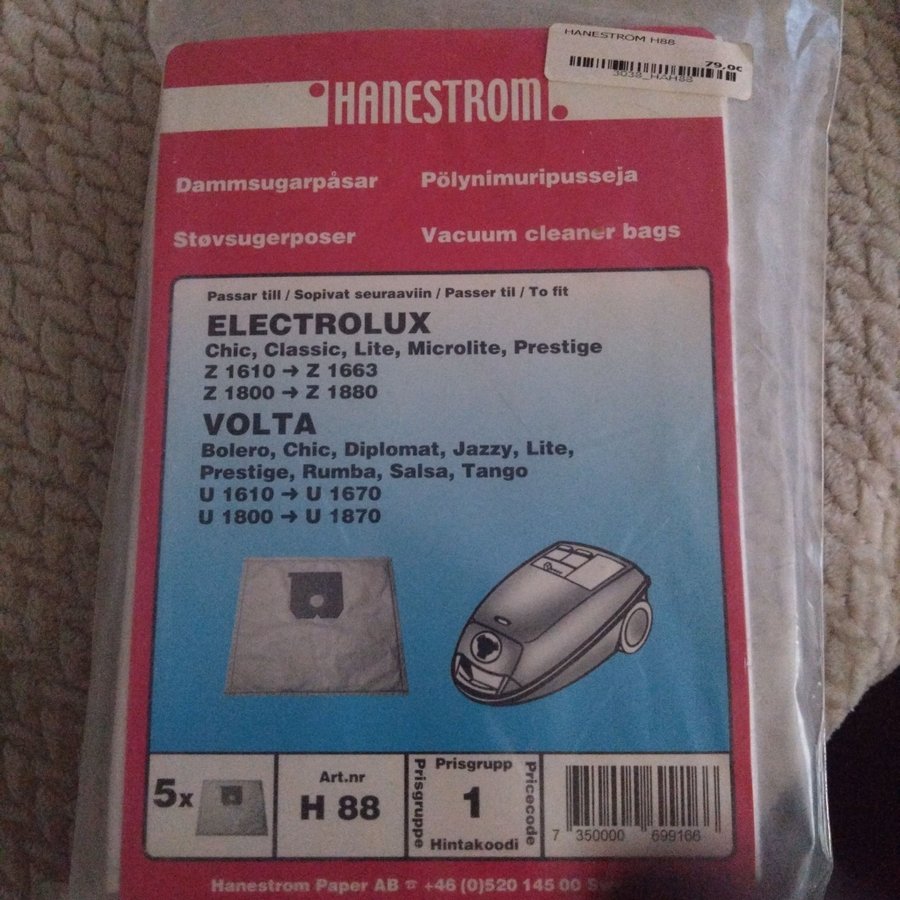 HANESTROM H88
79,00
3038_HAH88
HANESTROM
Dammsugarpåsar Pölynimuripusseja
Støvsugerposer Vacuum cleaner bags
Passar till / Sopivat seuraaviin / Passer til / To fit
ELECTROLUX
Chic, Classic, Lite, Microlite, Prestige
Z 1610 → Z 1663
Z 1800 → Z 1880
VOLTA
Bolero, Chic, Diplomat, Jazzy, Lite,
Prestige, Rumba, Salsa, Tango
U 1610 → U 1670
U 1800 → U 1870
5x
Art.nr
H 88
Prisgruppe
Prisgrupp
1
Hintakoodi
Pricecode
7 350000 699166
Hanestrom Paper AB ☎ +46 (0)520 145 00